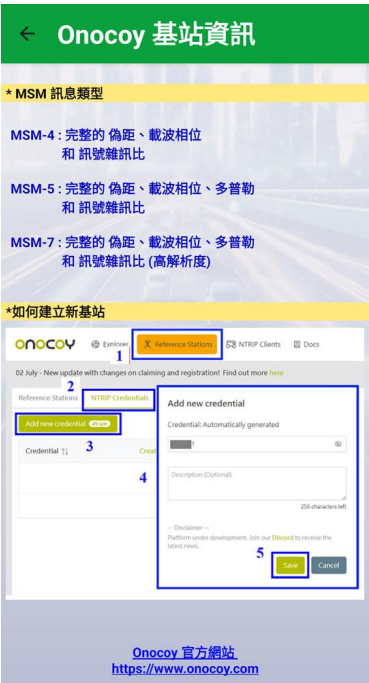 ← Onocoy 基站資訊
* MSM 訊息類型
MSM-4 : 完整的 偽距、載波相位
和 訊號雜訊比
MSM-5 : 完整的 偽距、載波相位、多普勒
和 訊號雜訊比
MSM-7 : 完整的 偽距、載波相位、多普勒
和 訊號雜訊比 (高解析度)
*如何建立新基站
onocoy Explorer Reference Stations NTRIP Clients Docs
1
02 July - New update with changes on claiming and registration! Find out more here
2
Reference Stations NTRIP Credentials
Add new credential 49 left
3
Credential ↑↓ Creat
4
Add new credential
Credential: Automatically generated
1
Description (Optional)
256 characters left
-- Disclaimer --
Platform under development. Join our Discord to receive the
latest news.
5
Save Cancel
Onocoy 官方網站
https://www.onocoy.com